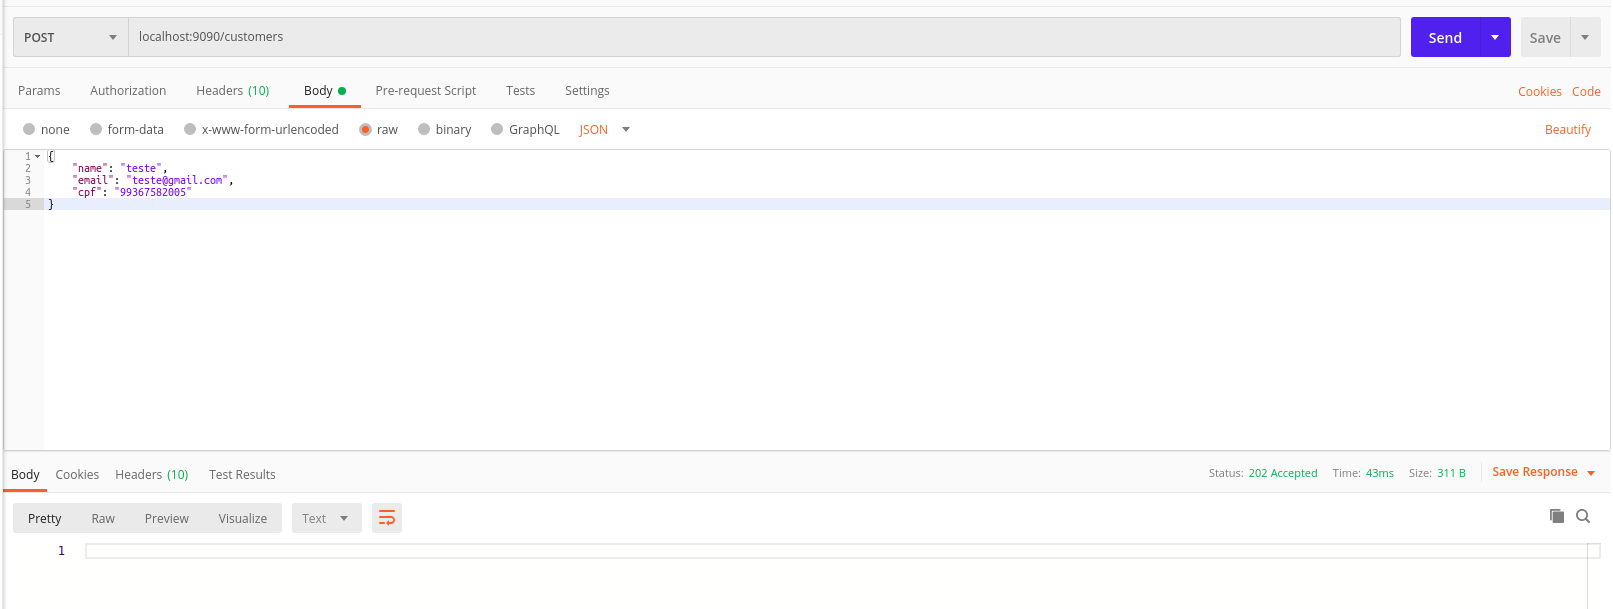 POST localhost:9090/customers Send Save
Params Authorization Headers (10) Body Pre-request Script Tests Settings Cookies Code
none form-data x-www-form-urlencoded raw binary GraphQL JSON Beautify
1 {
2 "name": "teste",
3 "email": "teste@gmail.com",
4 "cpf": "99367582005"
5 }
Body Cookies Headers (10) Test Results Status: 202 Accepted Time: 43ms Size: 311 B Save Response
Pretty Raw Preview Visualize Text
1